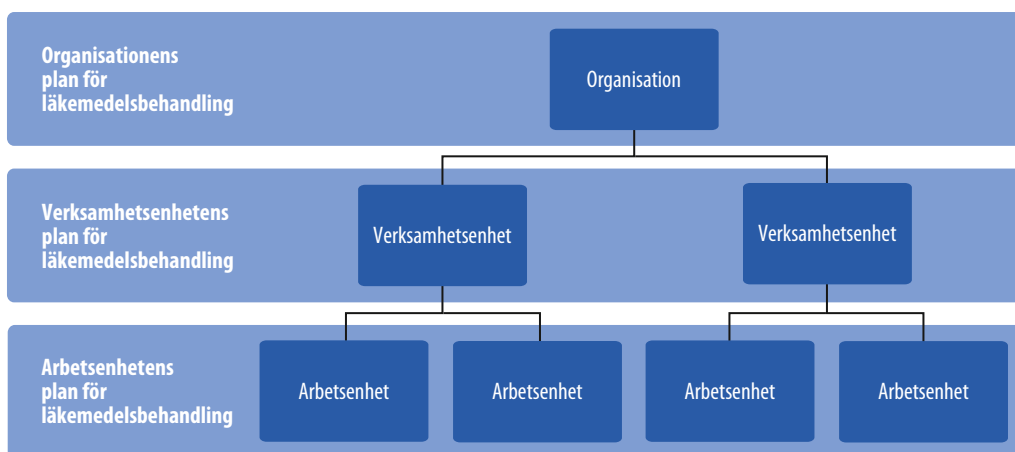 Organisationens
plan för
läkemedelsbehandling
Organisation
Verksamhetsenhetens
plan för
läkemedelsbehandling
Verksamhetsenhet
Verksamhetsenhet
Arbetsenhetens
plan för
läkemedelsbehandling
Arbetsenhet
Arbetsenhet
Arbetsenhet
Arbetsenhet